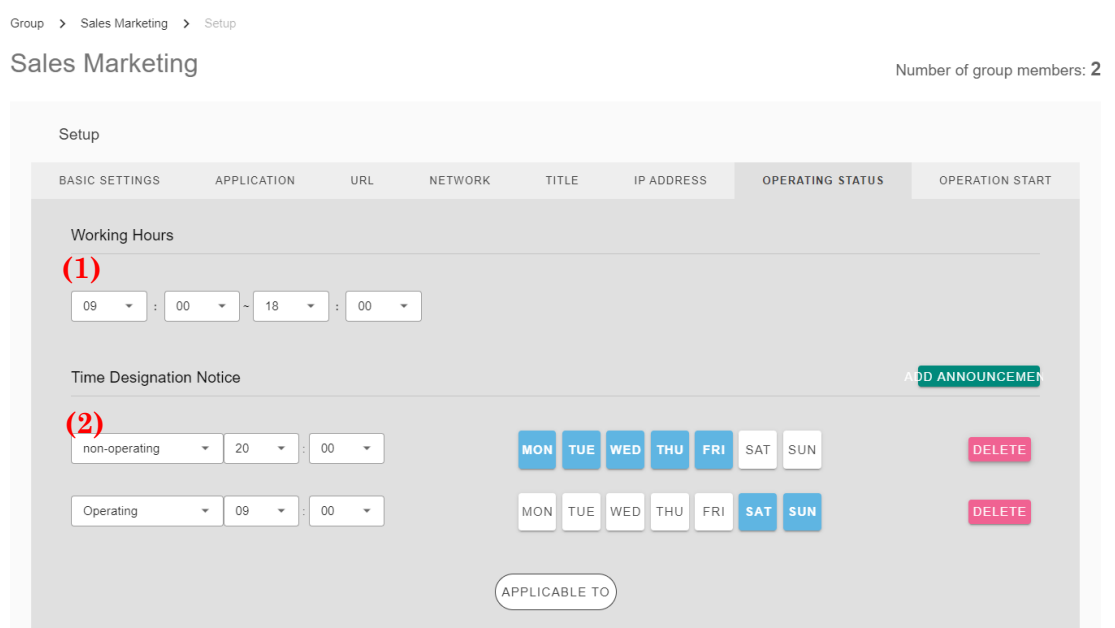 Group > Sales Marketing > Setup
Sales Marketing
Number of group members: 2
Setup
BASIC SETTINGS APPLICATION URL NETWORK TITLE IP ADDRESS OPERATING STATUS OPERATION START
Working Hours
(1)
09 : 00 ~ 18 : 00
Time Designation Notice
ADD ANNOUNCEMEN
(2)
non-operating 20 : 00 MON TUE WED THU FRI SAT SUN DELETE
Operating 09 : 00 MON TUE WED THU FRI SAT SUN DELETE
APPLICABLE TO